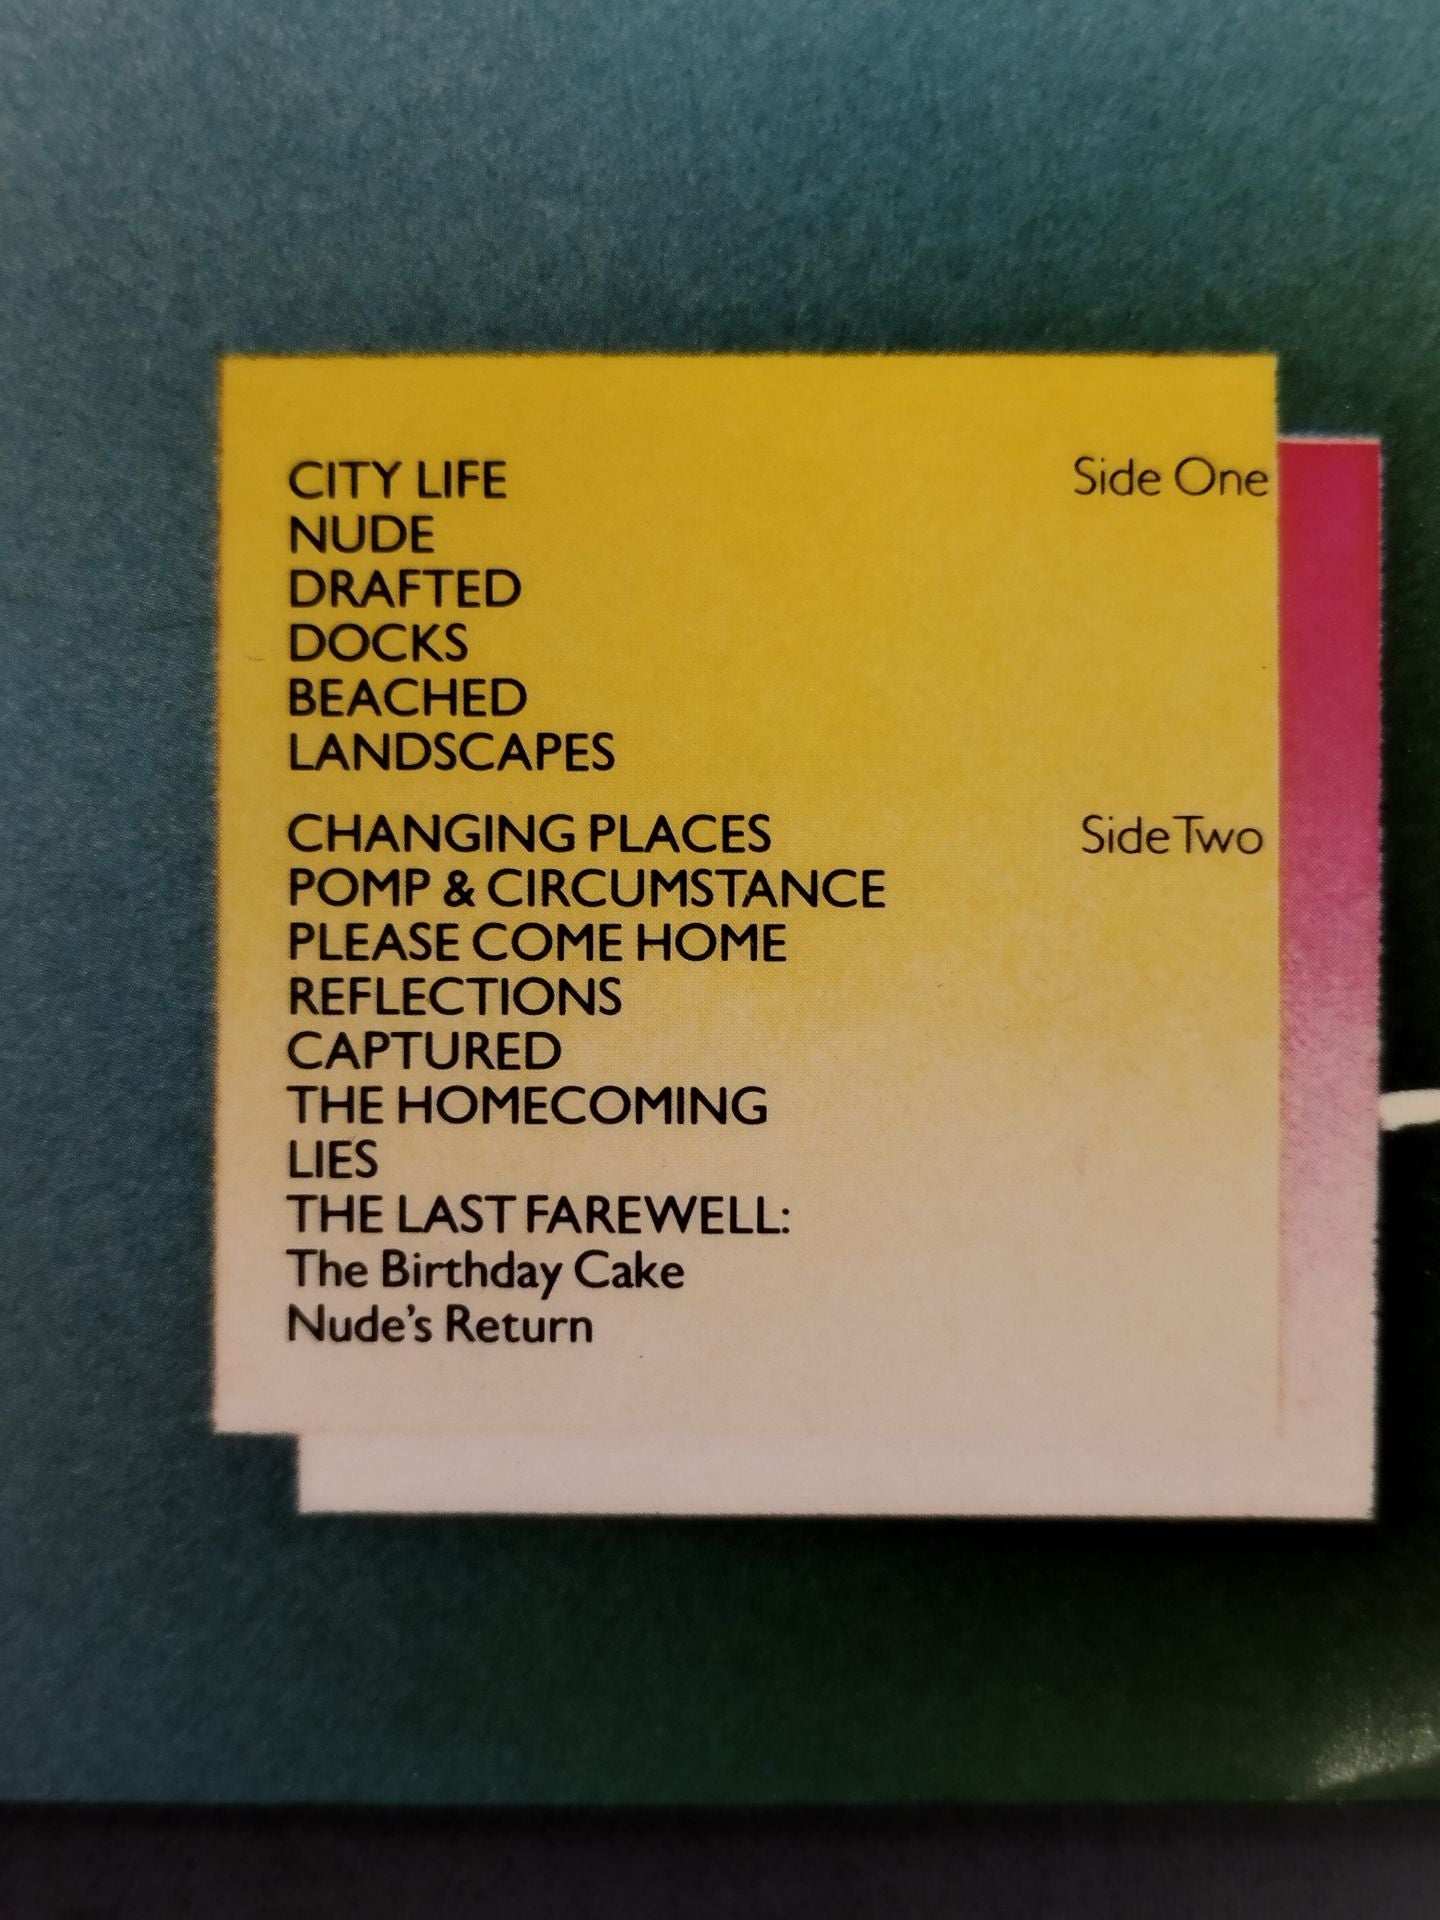 CITY LIFE Side One
NUDE
DRAFTED
DOCKS
BEACHED
LANDSCAPES
CHANGING PLACES Side Two
POMP & CIRCUMSTANCE
PLEASE COME HOME
REFLECTIONS
CAPTURED
THE HOMECOMING
LIES
THE LAST FAREWELL:
The Birthday Cake
Nude's Return